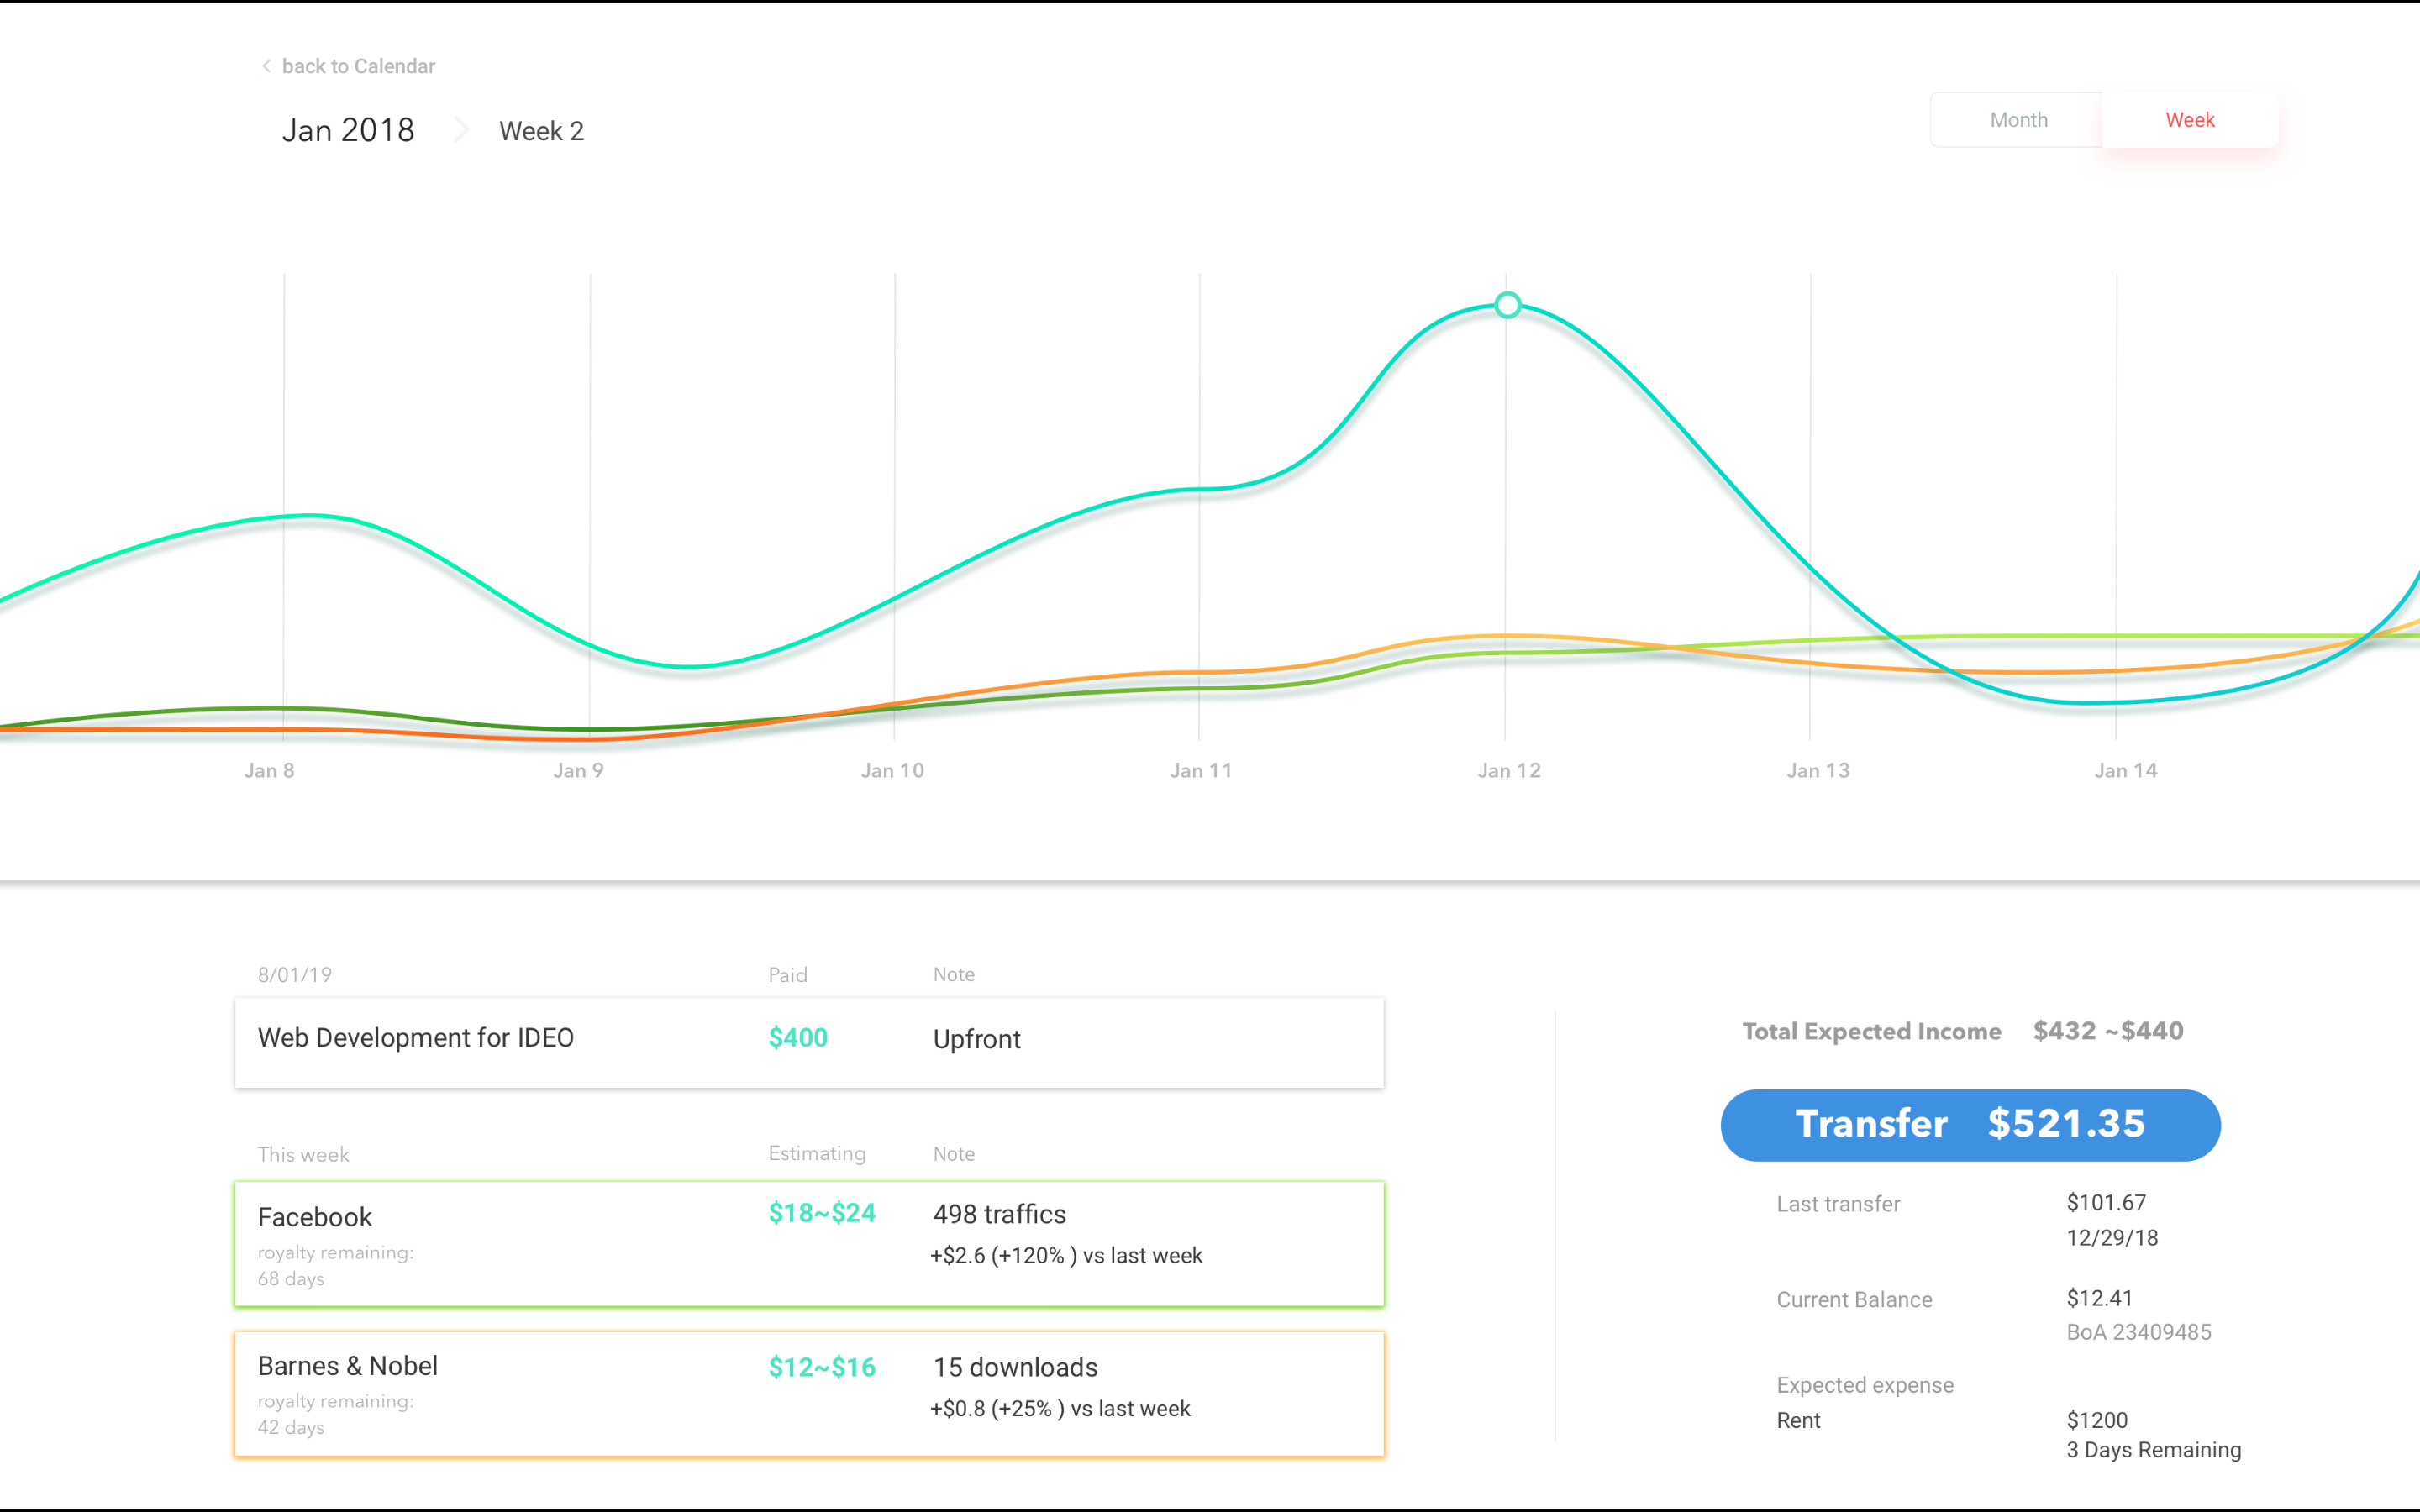 back to Calendar
Jan 2018 Week 2
Month Week
Jan 8 Jan 9 Jan 10 Jan 11 Jan 12 Jan 13 Jan 14
8/01/19 Paid Note
Web Development for IDEO $400 Upfront
This week Estimating Note
Facebook $18~$24 498 traffics
royalty remaining: +$2.6 (+120% ) vs last week
68 days
Barnes & Nobel $12~$16 15 downloads
royalty remaining: +$0.8 (+25% ) vs last week
42 days
Total Expected Income $432 ~$440
Transfer $521.35
Last transfer $101.67
12/29/18
Current Balance $12.41
BoA 23409485
Expected expense
Rent $1200
3 Days Remaining